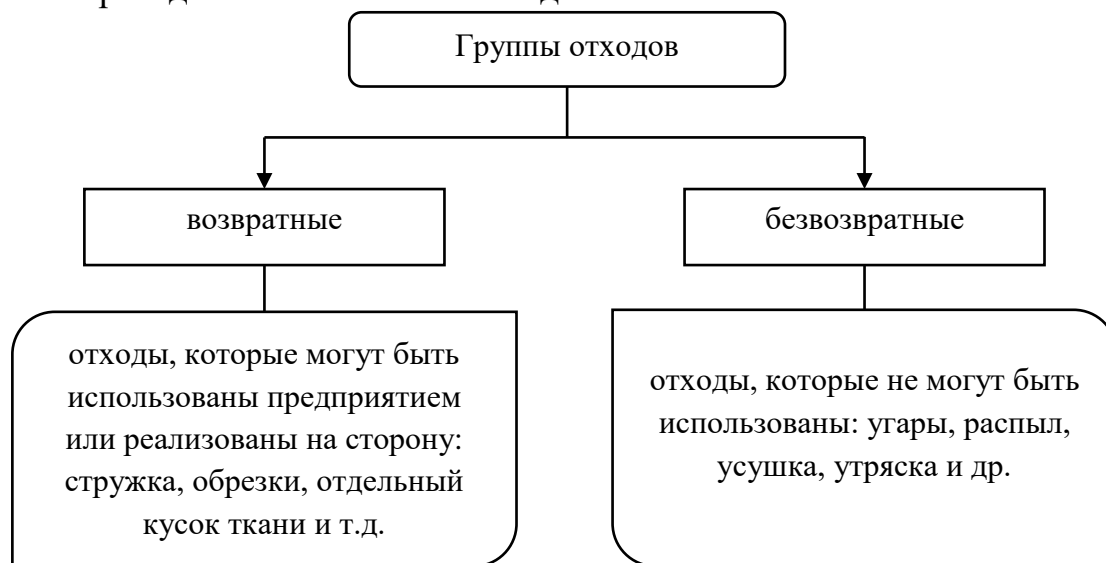 Группы отходов
возвратные
безвозвратные
отходы, которые могут быть
использованы предприятием
или реализованы на сторону:
стружка, обрезки, отдельный
кусок ткани и т.д.
отходы, которые не могут быть
использованы: угары, распыл,
усушка, утряска и др.